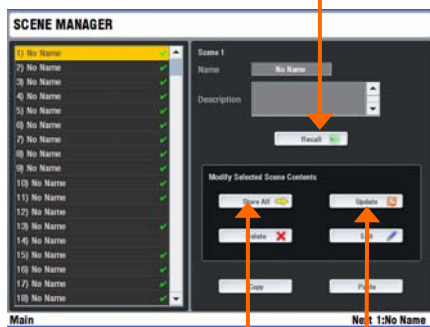 SCENE MANAGER
1) No Name
2) No Name
3) No Name
4) No Name
5) No Name
6) No Name
7) No Name
8) No Name
9) No Name
10) No Name
11) No Name
12) No Name
13) No Name
14) No Name
15) No Name
16) No Name
17) No Name
18) No Name
Scene 1
Name No Name
Description
Recall
Modify Selected Scene Contents
Store All Update
Delete Edit
Copy Paste
Main Next 1:No Name